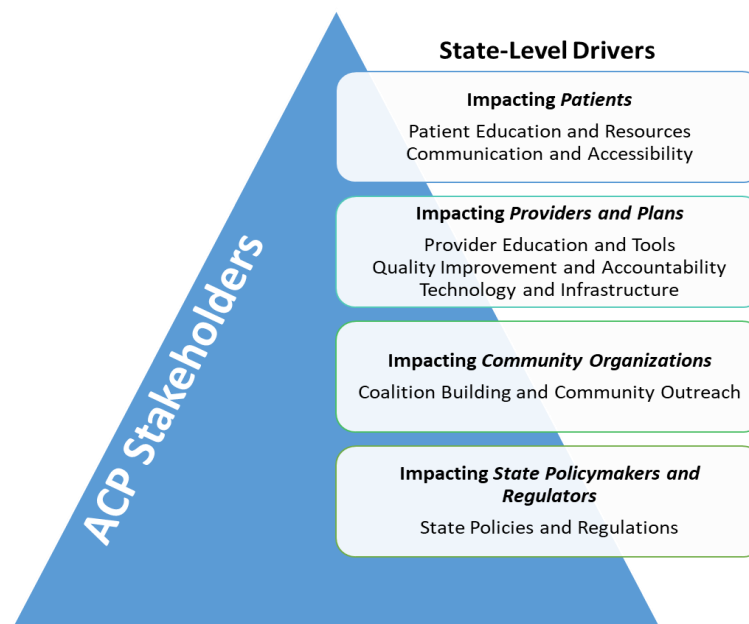 State-Level Drivers
Impacting Patients
Patient Education and Resources
Communication and Accessibility
Impacting Providers and Plans
Provider Education and Tools
Quality Improvement and Accountability
Technology and Infrastructure
Impacting Community Organizations
Coalition Building and Community Outreach
Impacting State Policymakers and
Regulators
State Policies and Regulations
ACP Stakeholders